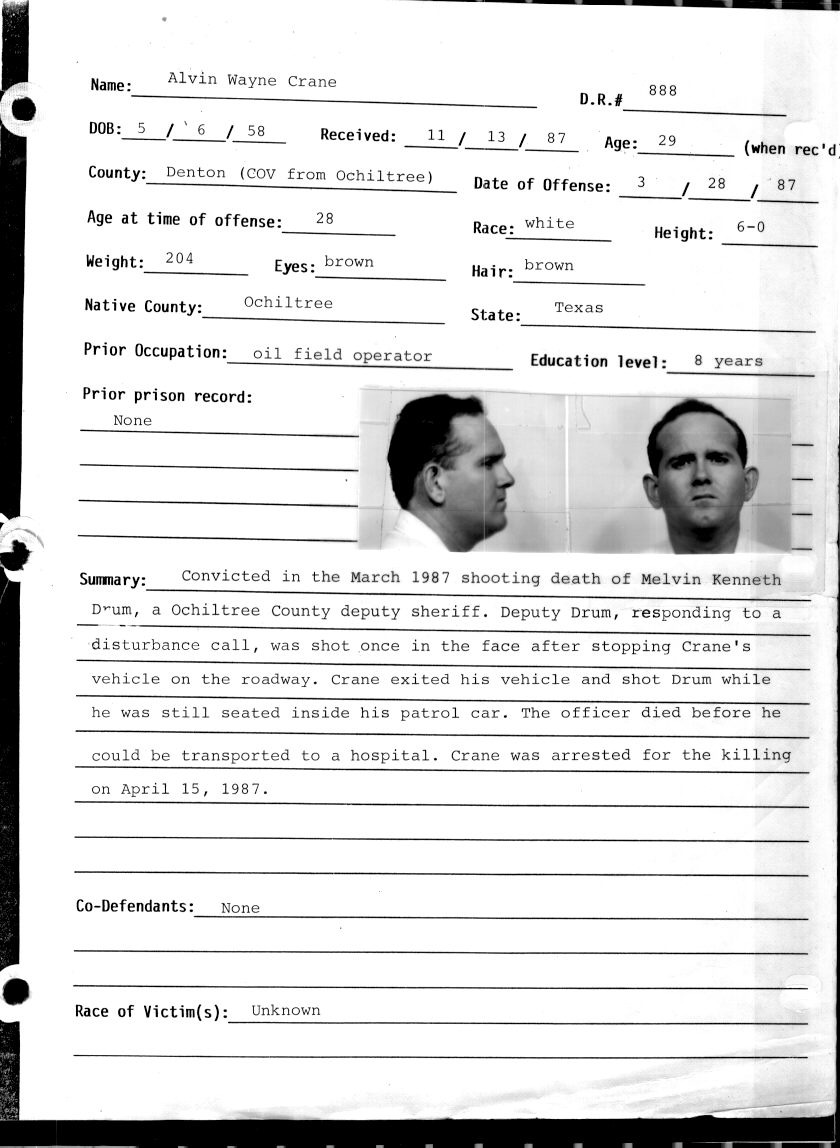 Name: Alvin Wayne Crane D.R.# 888
DOB: 5 / 6 / 58 Received: 11 / 13 / 87 Age: 29 (when rec'd
County: Denton (COV from Ochiltree) Date of Offense: 3 / 28 / 87
Age at time of offense: 28 Race: white Height: 6-0
Weight: 204 Eyes: brown Hair: brown
Native County: Ochiltree State: Texas
Prior Occupation: oil field operator Education level: 8 years
Prior prison record:
None
Summary: Convicted in the March 1987 shooting death of Melvin Kenneth
Drum, a Ochiltree County deputy sheriff. Deputy Drum, responding to a
disturbance call, was shot once in the face after stopping Crane's
vehicle on the roadway. Crane exited his vehicle and shot Drum while
he was still seated inside his patrol car. The officer died before he
could be transported to a hospital. Crane was arrested for the killing
on April 15, 1987.
Co-Defendants: None
Race of Victim(s): Unknown